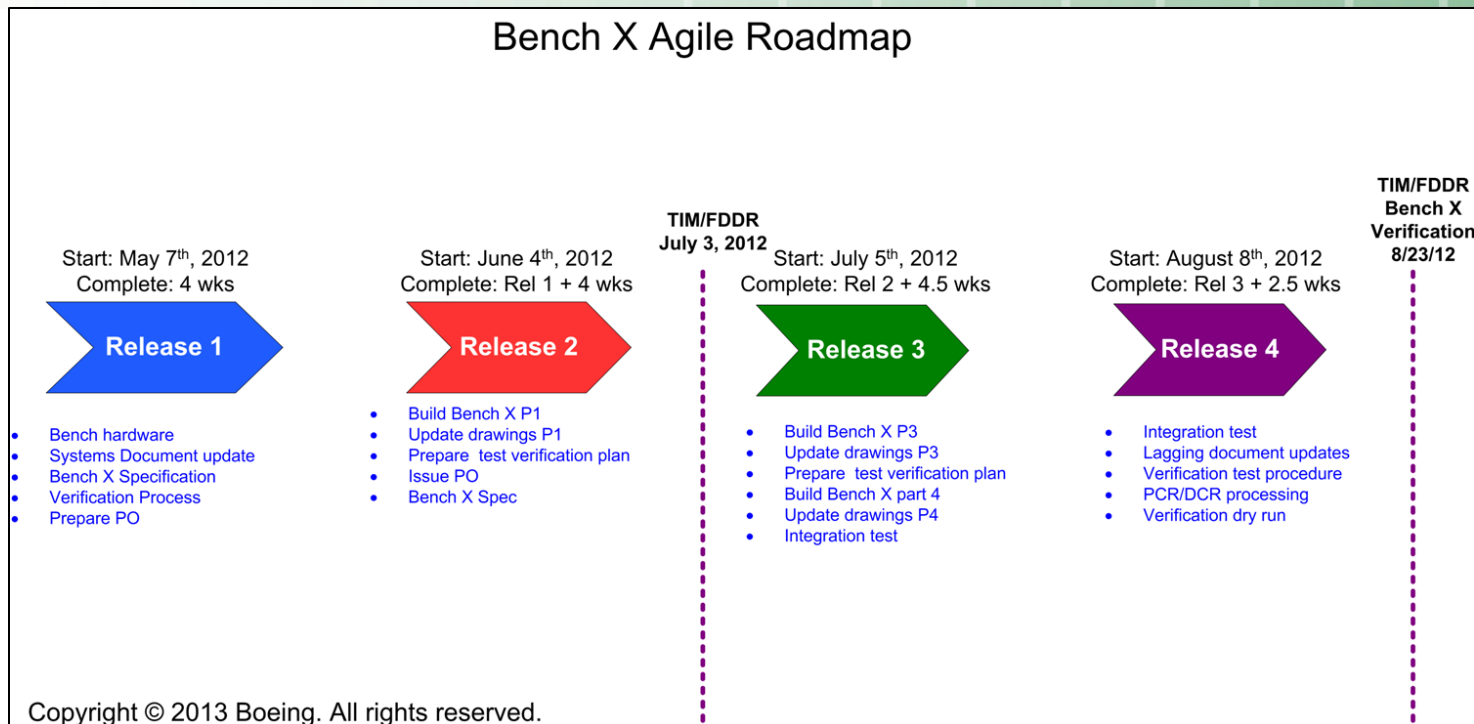 Bench X Agile Roadmap
Start: May 7th, 2012
Complete: 4 wks
Release 1
• Bench hardware
• Systems Document update
• Bench X Specification
• Verification Process
• Prepare PO
Start: June 4th, 2012
Complete: Rel 1 + 4 wks
Release 2
• Build Bench X P1
• Update drawings P1
• Prepare  test verification plan
• Issue PO
• Bench X Spec
TIM/FDDR
July 3, 2012
Start: July 5th, 2012
Complete: Rel 2 + 4.5 wks
Release 3
• Build Bench X P3
• Update drawings P3
• Prepare  test verification plan
• Build Bench X part 4
• Update drawings P4
• Integration test
Start: August 8th, 2012
Complete: Rel 3 + 2.5 wks
Release 4
• Integration test
• Lagging document updates
• Verification test procedure
• PCR/DCR processing
• Verification dry run
TIM/FDDR
Bench X
Verification
8/23/12
Copyright © 2013 Boeing. All rights reserved.